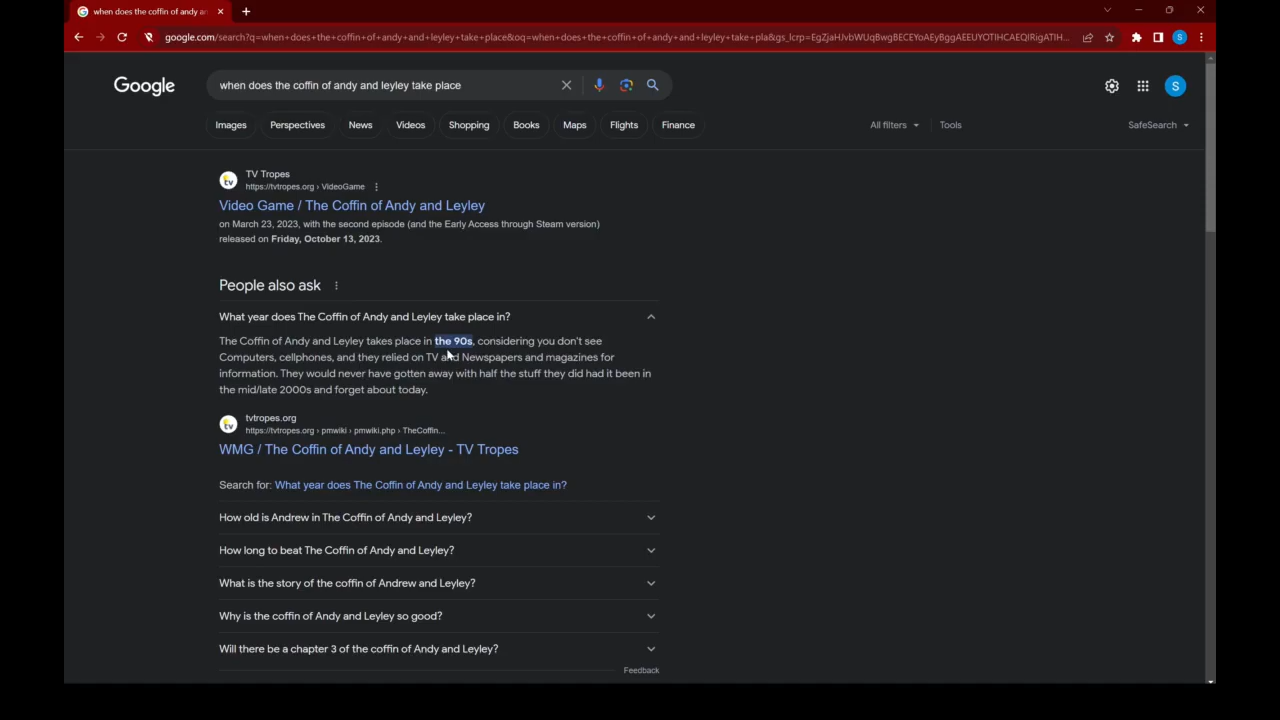 when does the coffin of andy an
google.com/search?q=when+does+the+coffin+of+andy+and+leyley+take+place&oq=when+does+the+coffin+of+andy+and+leyley+take+pla&gs_lcrp=EgZjaHJvbWUqBwgBECEYoAEyBggAEEUYOTIHCAEQIRigATIH...
S
Google
when does the coffin of andy and leyley take place
S
Images Perspectives News Videos Shopping Books Maps Flights Finance All filters Tools SafeSearch
TV Tropes
https://tvtropes.org › VideoGame
Video Game / The Coffin of Andy and Leyley
on March 23, 2023, with the second episode (and the Early Access through Steam version)
released on Friday, October 13, 2023.
People also ask
What year does The Coffin of Andy and Leyley take place in?
The Coffin of Andy and Leyley takes place in the 90s, considering you don't see
Computers, cellphones, and they relied on TV and Newspapers and magazines for
information. They would never have gotten away with half the stuff they did had it been in
the mid/late 2000s and forget about today.
tvtropes.org
https://tvtropes.org › pmwiki › pmwiki.php › TheCoffin...
WMG / The Coffin of Andy and Leyley - TV Tropes
Search for: What year does The Coffin of Andy and Leyley take place in?
How old is Andrew in The Coffin of Andy and Leyley?
How long to beat The Coffin of Andy and Leyley?
What is the story of the coffin of Andrew and Leyley?
Why is the coffin of Andy and Leyley so good?
Will there be a chapter 3 of the coffin of Andy and Leyley?
Feedback